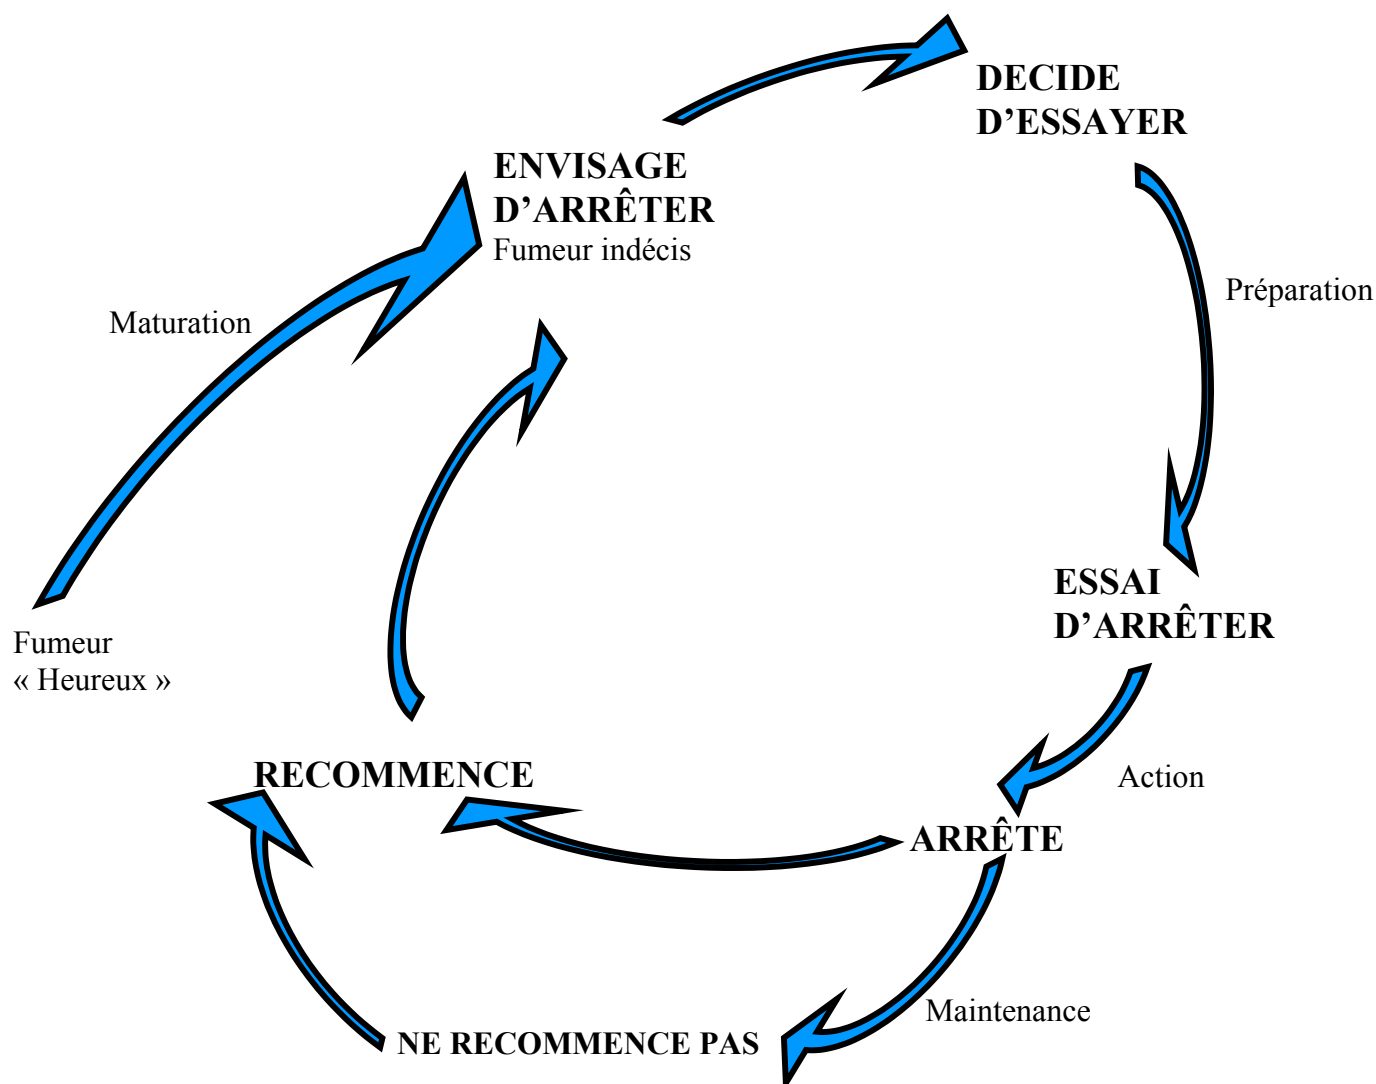 DECIDE
D’ESSAYER
ENVISAGE
D’ARRÊTER
Fumeur indécis
Préparation
Maturation
ESSAI
D’ARRÊTER
Fumeur
« Heureux »
RECOMMENCE
Action
ARRÊTE
Maintenance
NE RECOMMENCE PAS